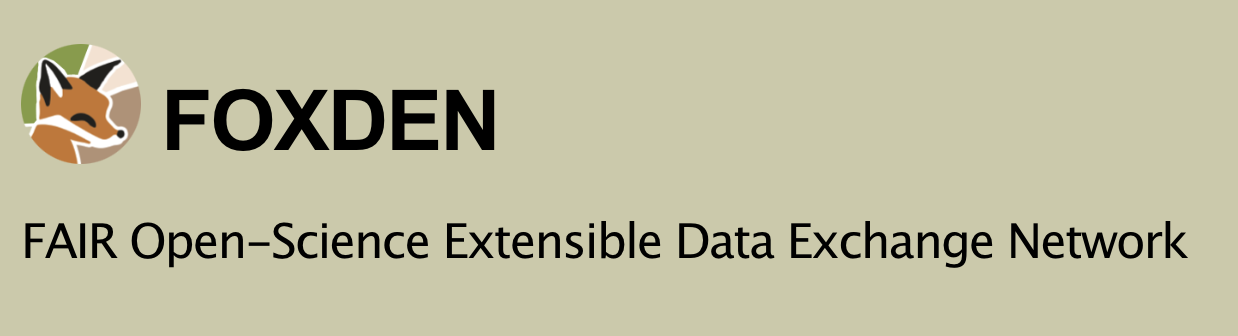 FOXDEN
FAIR Open-Science Extensible Data Exchange Network